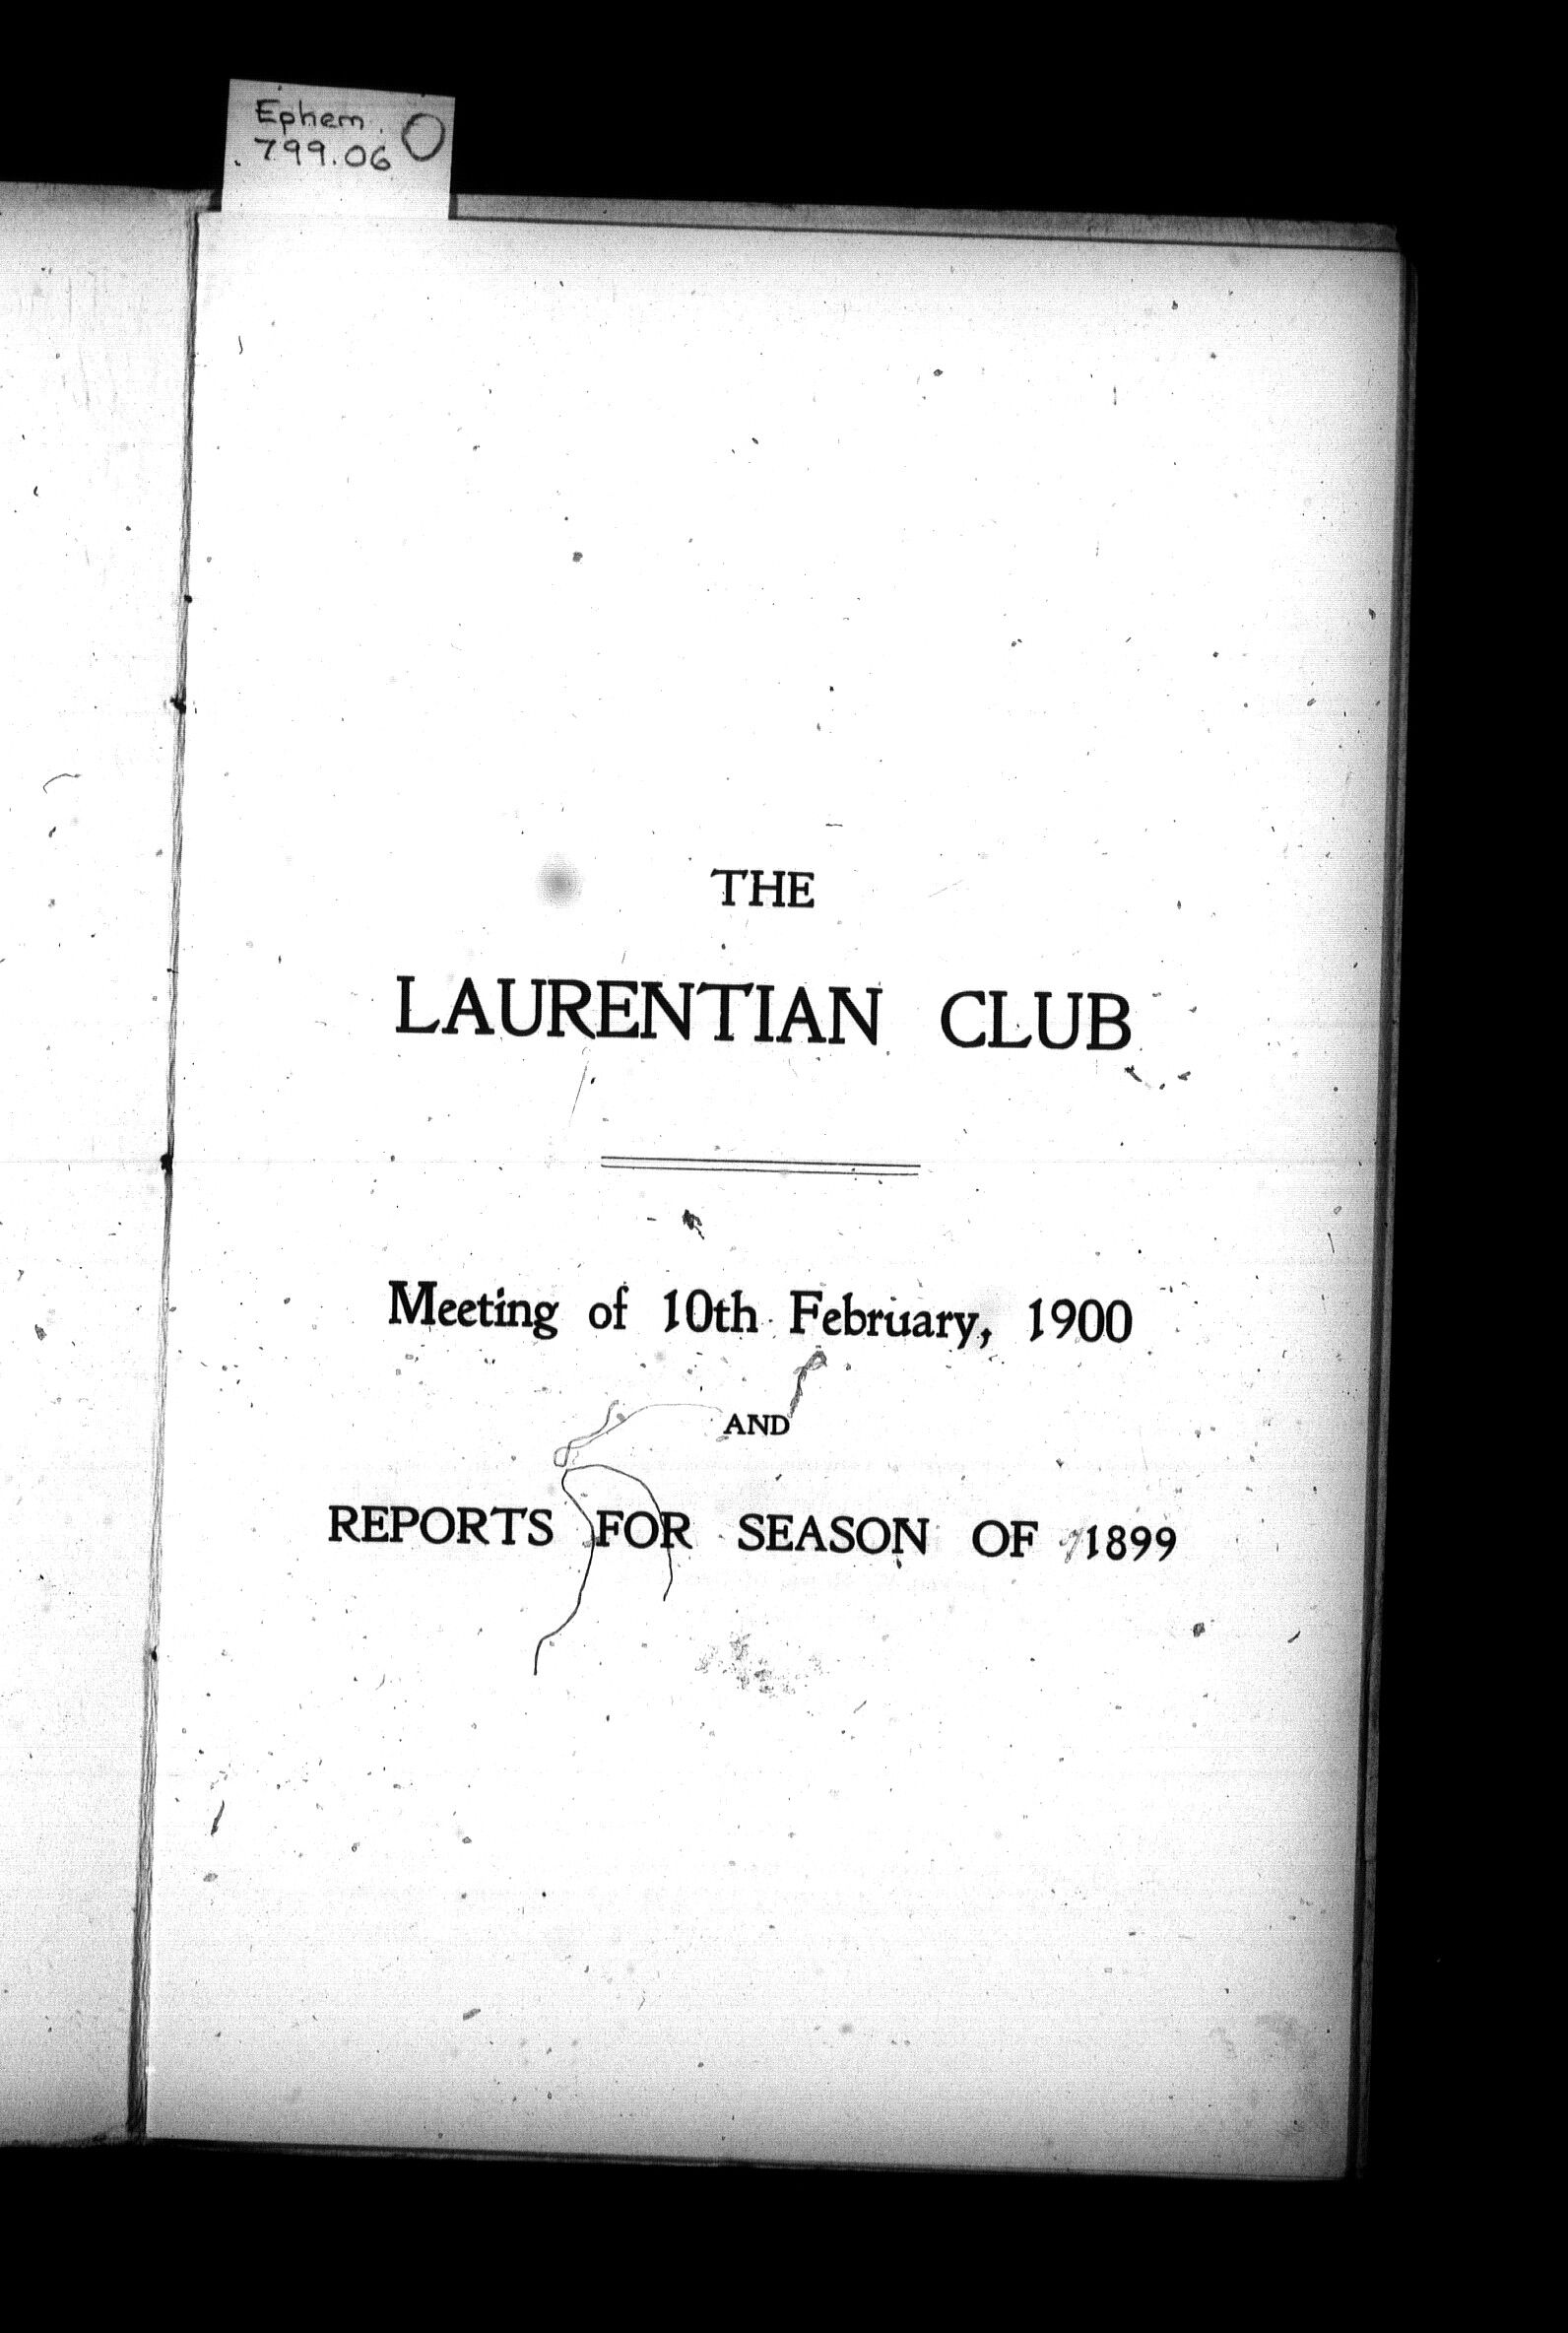 Ephem. O
799.06
THE
LAURENTIAN CLUB
Meeting of 10th February, 1900
AND
REPORTS FOR SEASON OF 1899